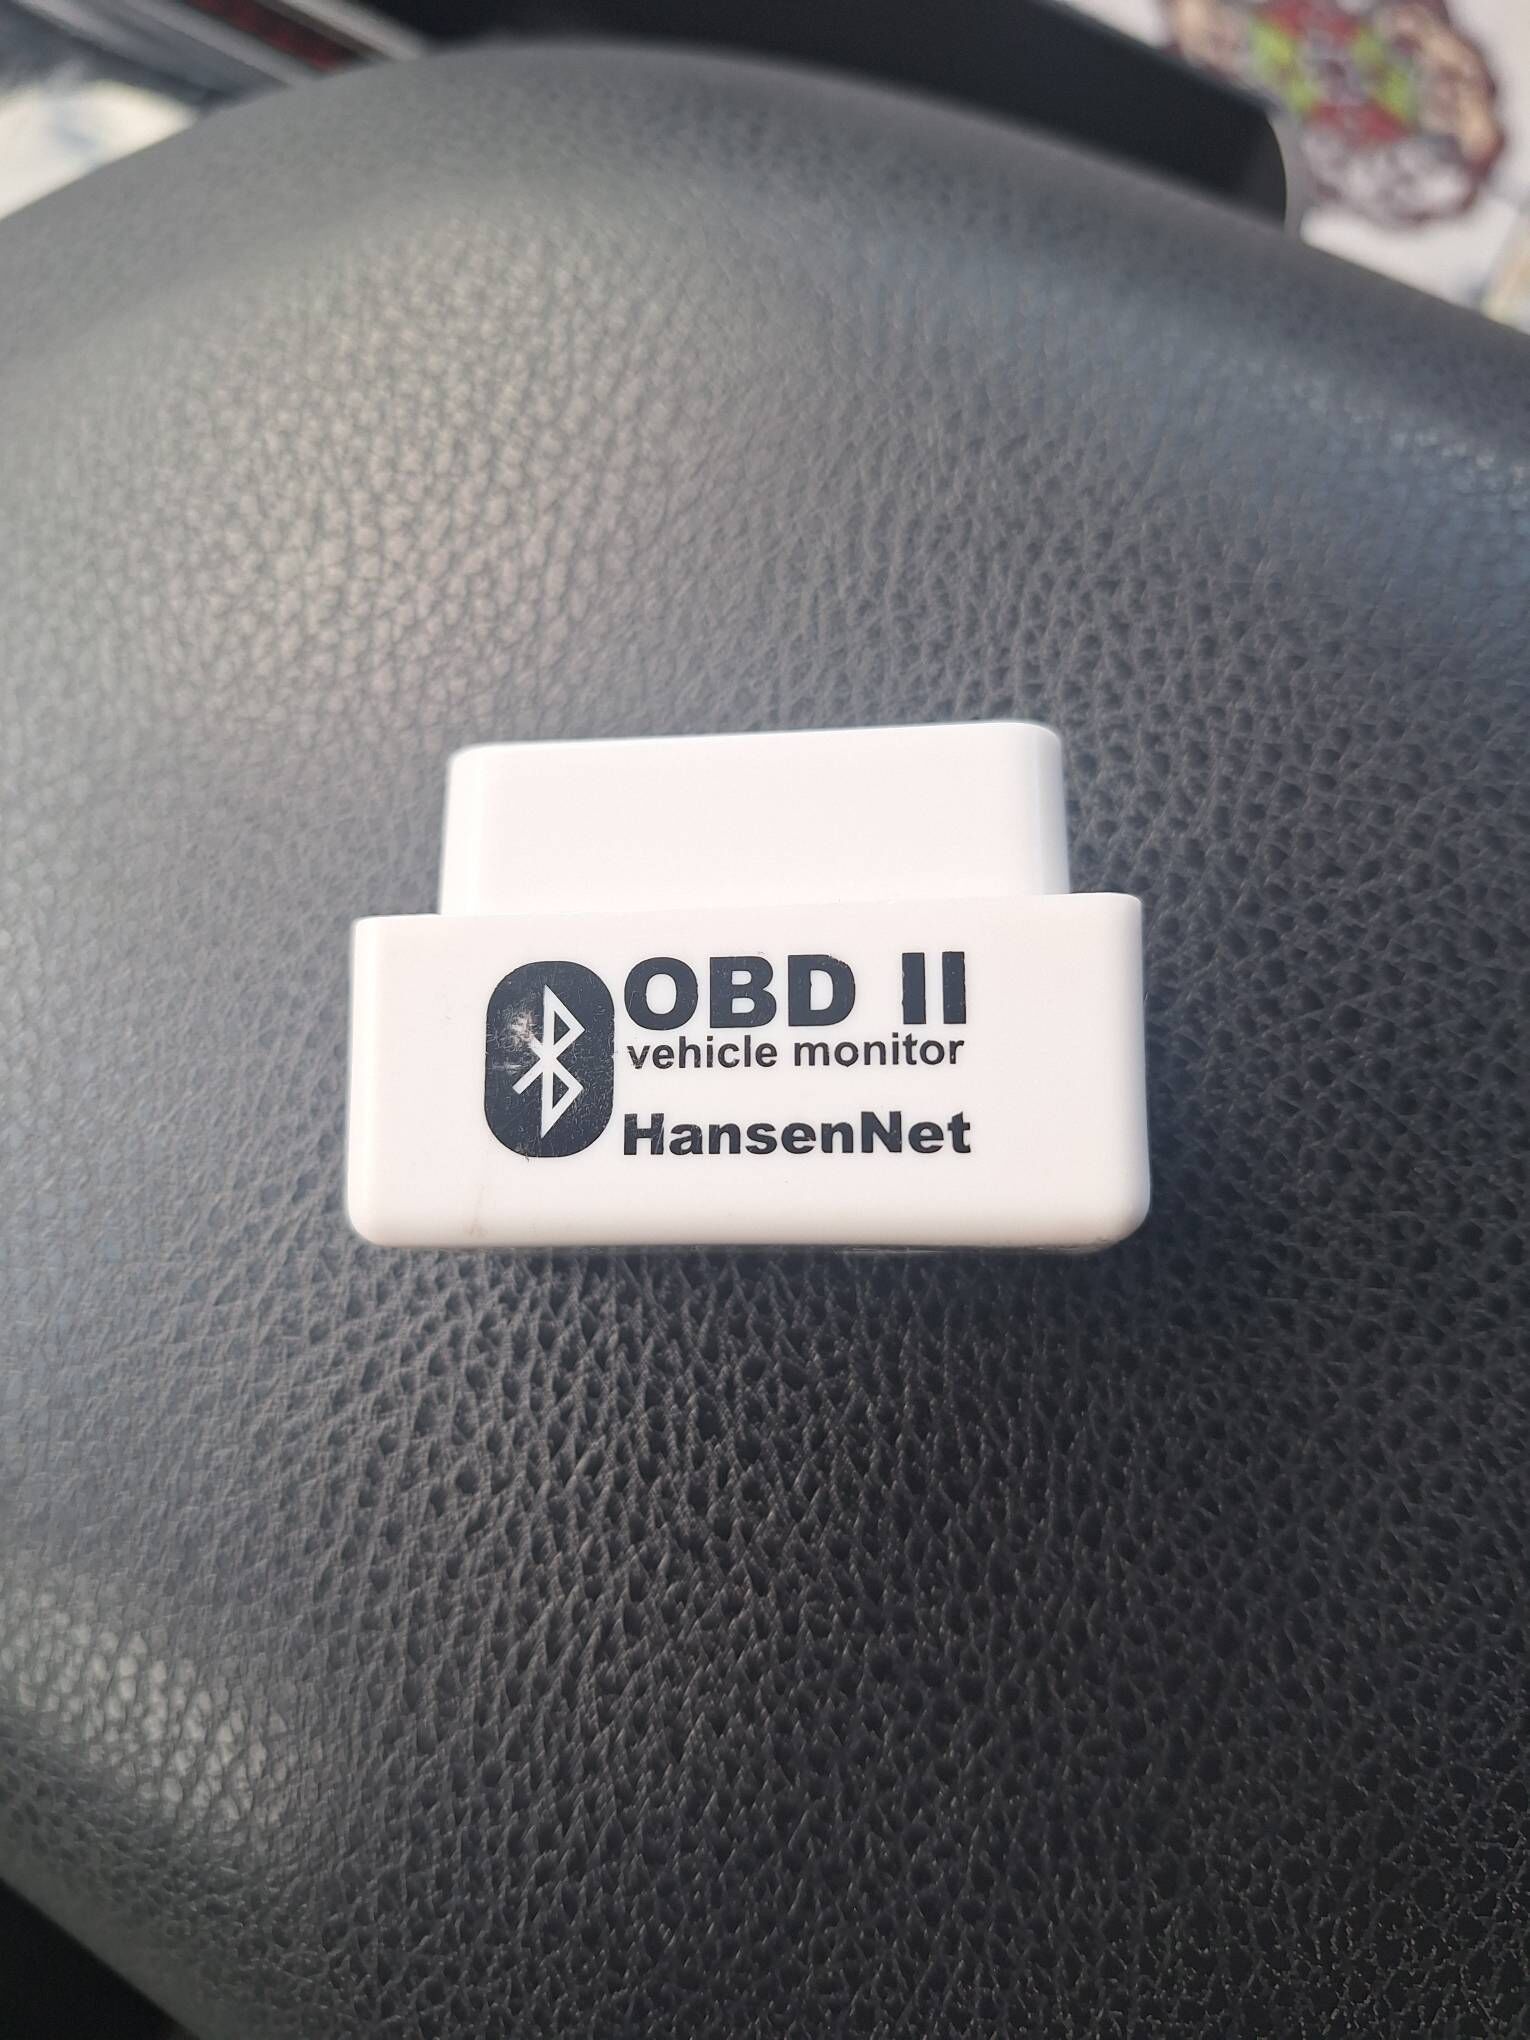 OBD II
vehicle monitor
HansenNet